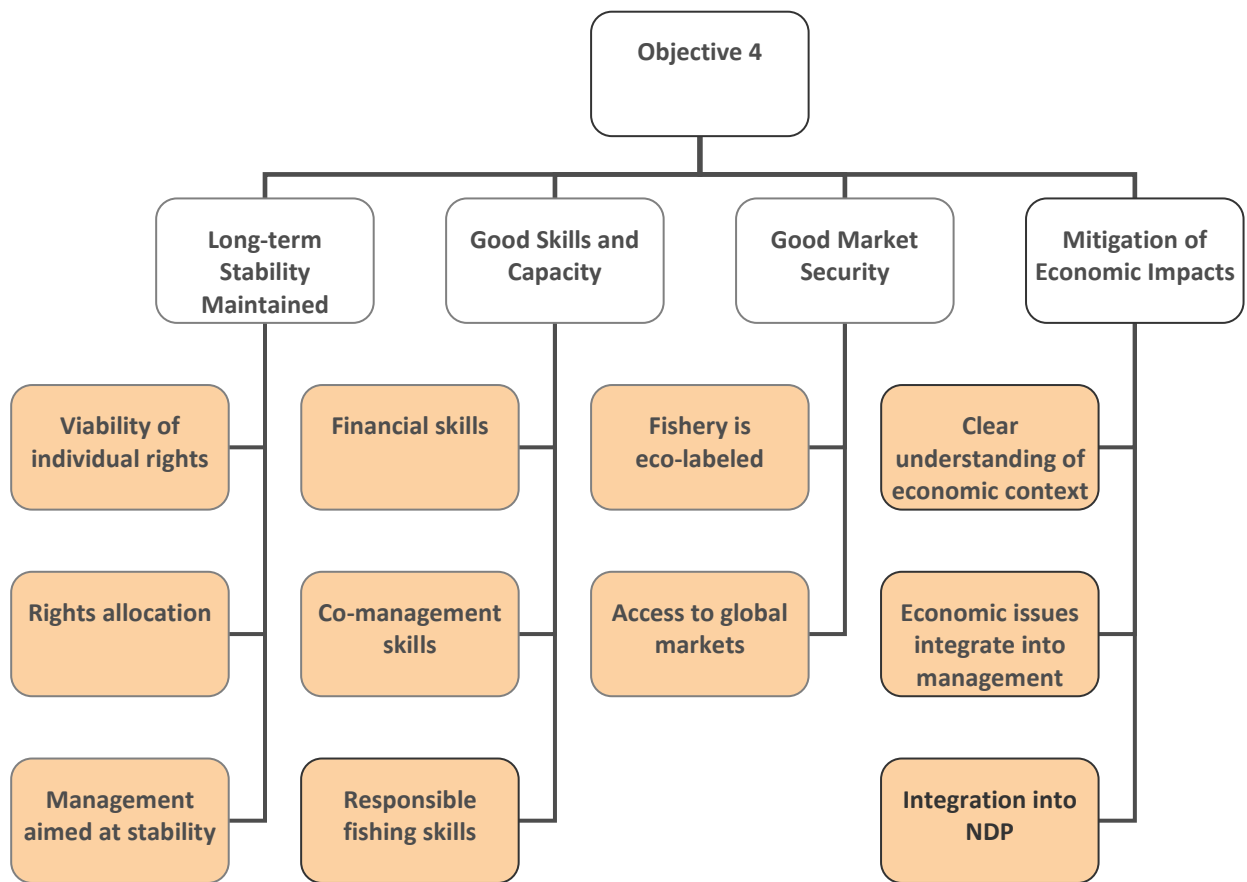 Objective 4
Long-term
Stability
Maintained
Good Skills and
Capacity
Good Market
Security
Mitigation of
Economic Impacts
Viability of
individual rights
Financial skills
Fishery is
eco-labeled
Clear
understanding of
economic context
Rights allocation
Co-management
skills
Access to global
markets
Economic issues
integrate into
management
Management
aimed at stability
Responsible
fishing skills
Integration into
NDP